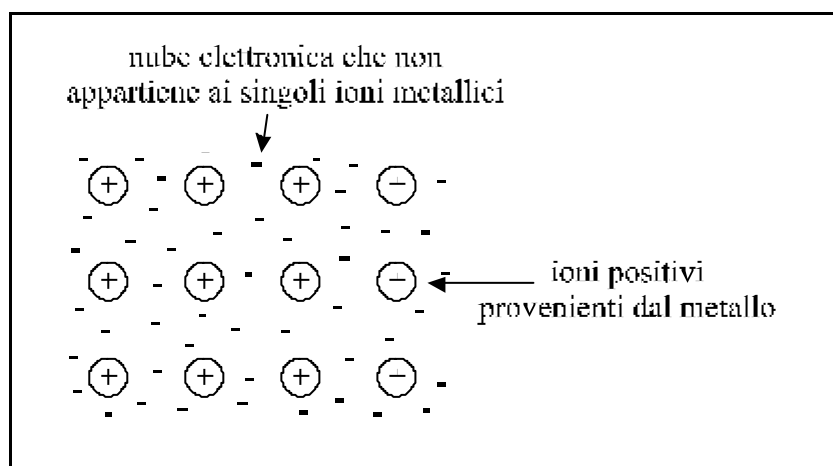 nube elettronica che non
appartiene ai singoli ioni metallici
+ + + −
ioni positivi
provenienti dal metallo
+ + + −
+ + + −